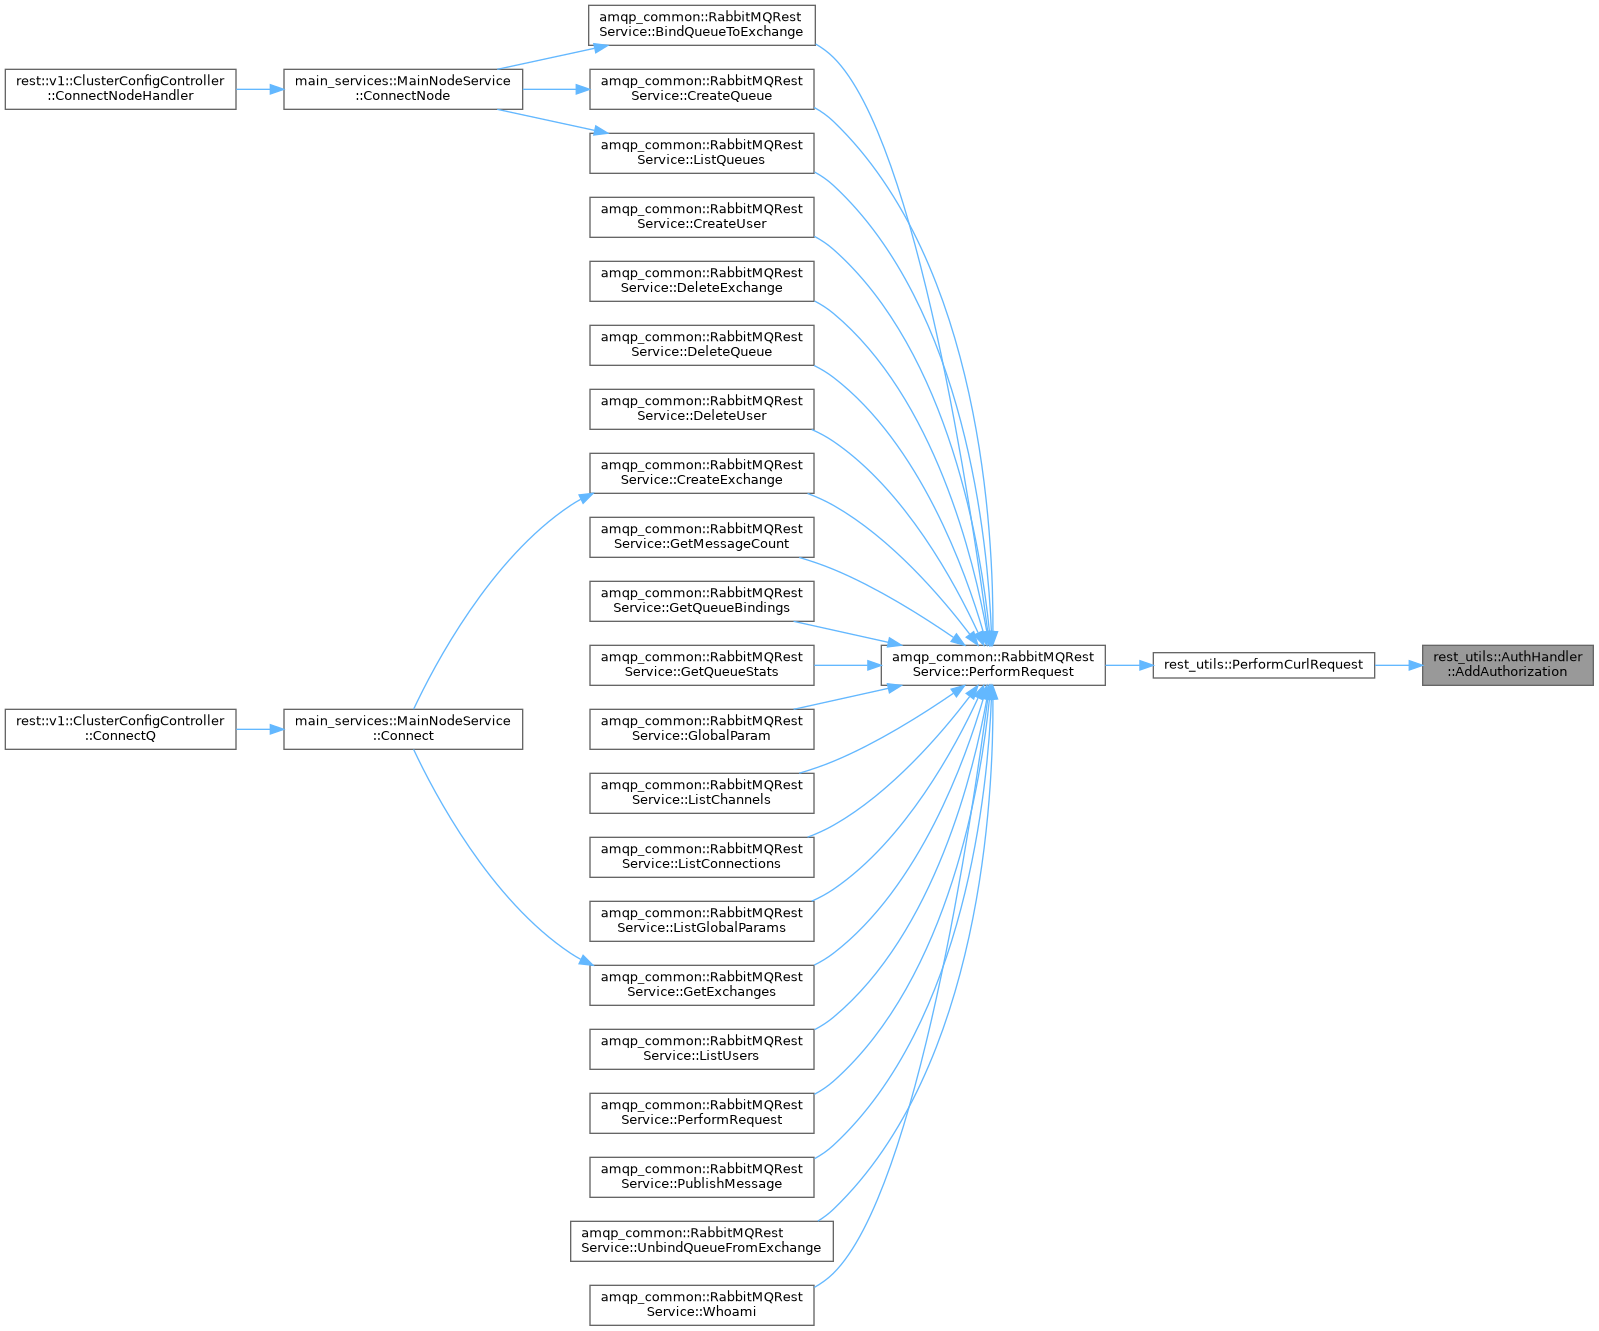 rest::v1::ClusterConfigController
::ConnectNodeHandler
main_services::MainNodeService
::ConnectNode
rest::v1::ClusterConfigController
::ConnectQ
main_services::MainNodeService
::Connect
amqp_common::RabbitMQRest
Service::BindQueueToExchange
amqp_common::RabbitMQRest
Service::CreateQueue
amqp_common::RabbitMQRest
Service::ListQueues
amqp_common::RabbitMQRest
Service::CreateUser
amqp_common::RabbitMQRest
Service::DeleteExchange
amqp_common::RabbitMQRest
Service::DeleteQueue
amqp_common::RabbitMQRest
Service::DeleteUser
amqp_common::RabbitMQRest
Service::CreateExchange
amqp_common::RabbitMQRest
Service::GetMessageCount
amqp_common::RabbitMQRest
Service::GetQueueBindings
amqp_common::RabbitMQRest
Service::GetQueueStats
amqp_common::RabbitMQRest
Service::GlobalParam
amqp_common::RabbitMQRest
Service::ListChannels
amqp_common::RabbitMQRest
Service::ListConnections
amqp_common::RabbitMQRest
Service::ListGlobalParams
amqp_common::RabbitMQRest
Service::GetExchanges
amqp_common::RabbitMQRest
Service::ListUsers
amqp_common::RabbitMQRest
Service::PerformRequest
amqp_common::RabbitMQRest
Service::PublishMessage
amqp_common::RabbitMQRest
Service::UnbindQueueFromExchange
amqp_common::RabbitMQRest
Service::Whoami
amqp_common::RabbitMQRest
Service::PerformRequest
rest_utils::PerformCurlRequest
rest_utils::AuthHandler
::AddAuthorization